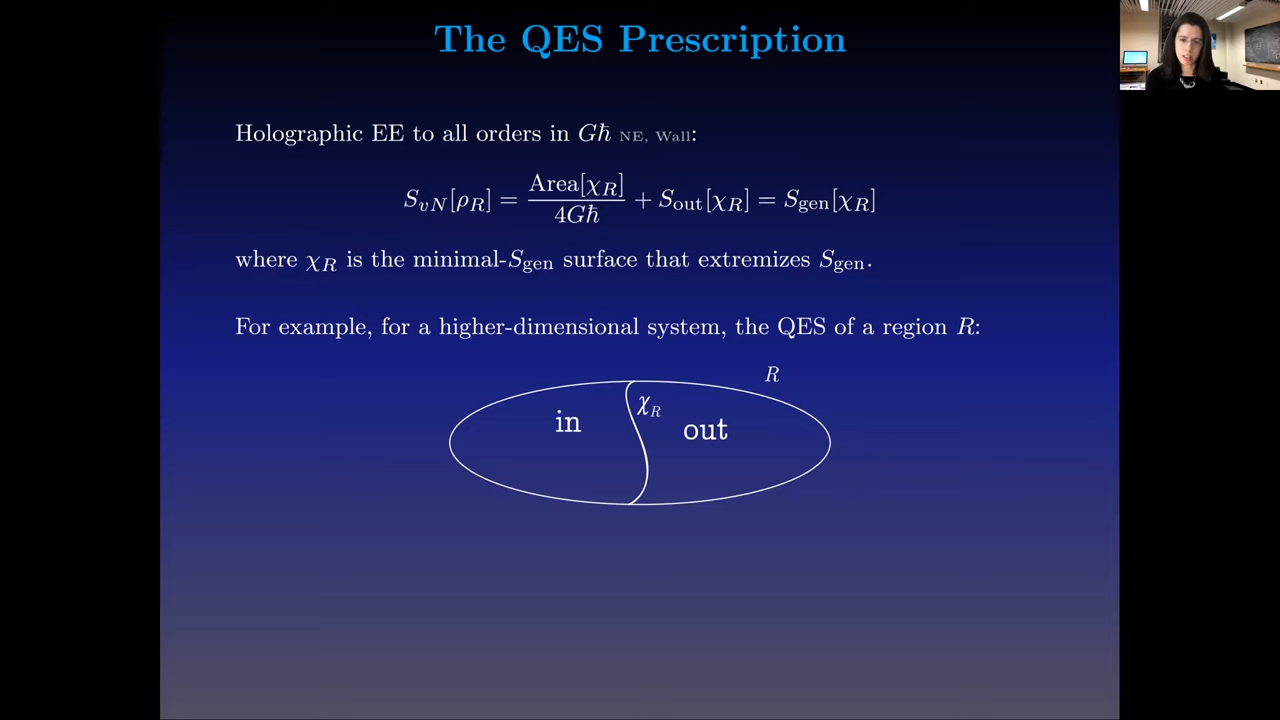 The QES Prescription
Holographic EE to all orders in Għ NE, Wall:
S_{vN}[ρ_R] = Area[χ_R] / 4Għ + S_out[χ_R] = S_gen[χ_R]
where χ_R is the minimal-S_gen surface that extremizes S_gen.
For example, for a higher-dimensional system, the QES of a region R:
R
χ_R
in
out